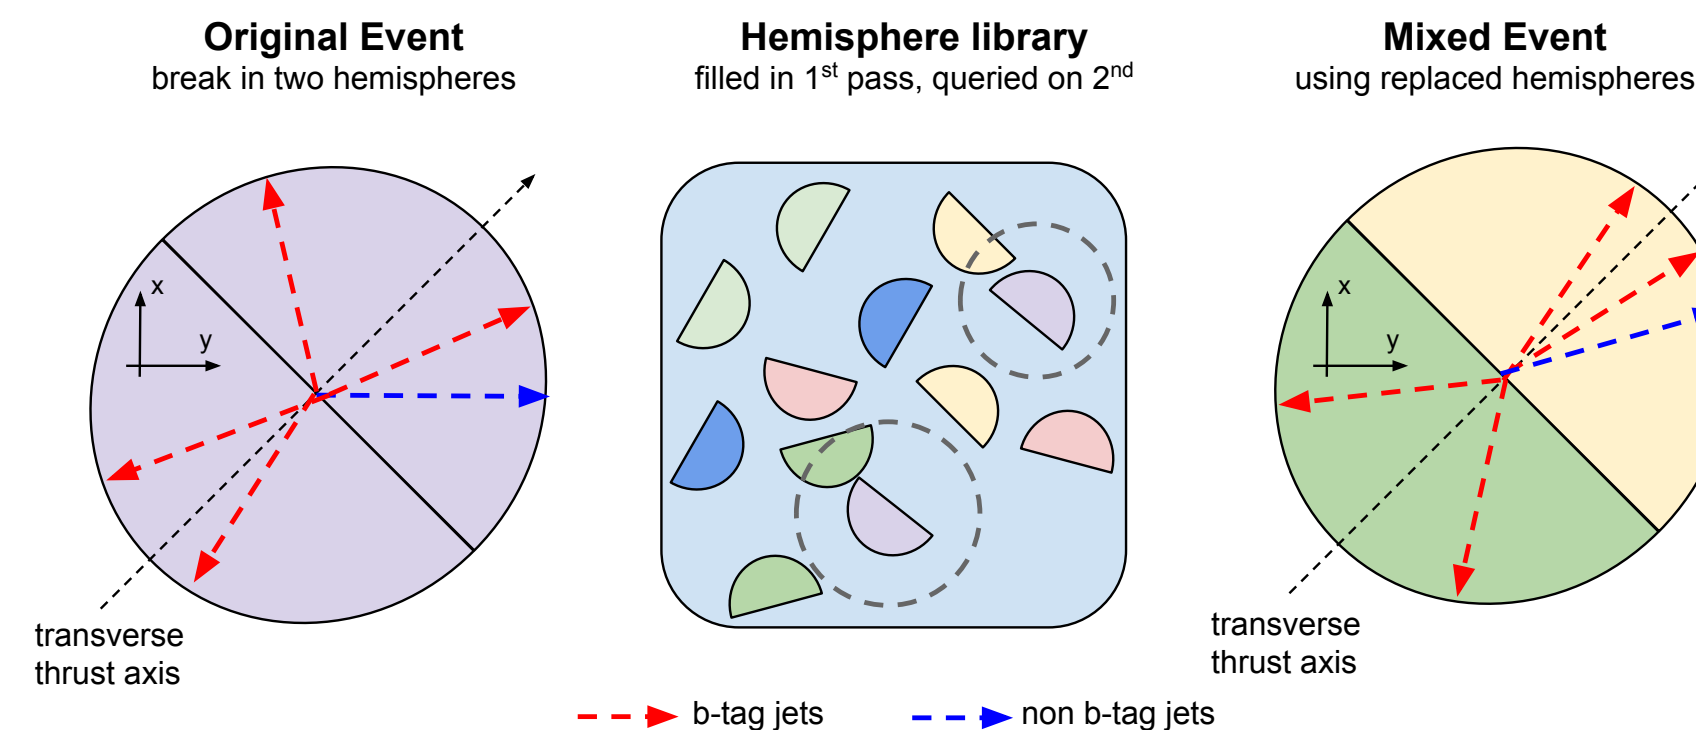 Original Event
break in two hemispheres
Hemisphere library
filled in 1st pass, queried on 2nd
Mixed Event
using replaced hemispheres
x
y
x
y
transverse
thrust axis
transverse
thrust axis
b-tag jets
non b-tag jets